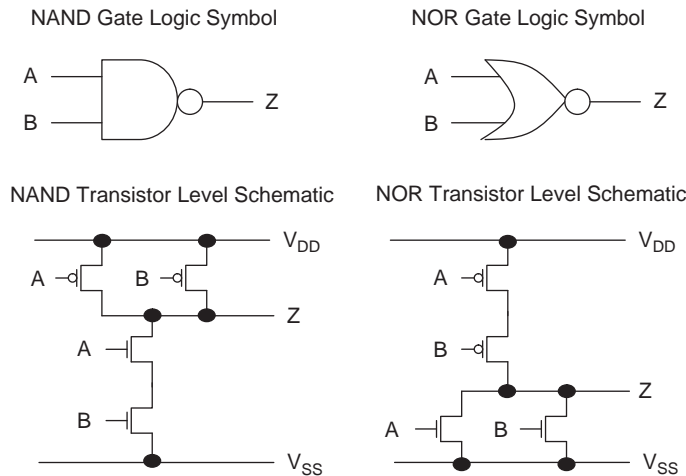 NAND Gate Logic Symbol
A
B
Z
NOR Gate Logic Symbol
A
B
Z
NAND Transistor Level Schematic
VDD
A
B
Z
A
B
VSS
NOR Transistor Level Schematic
VDD
A
B
Z
A
B
VSS